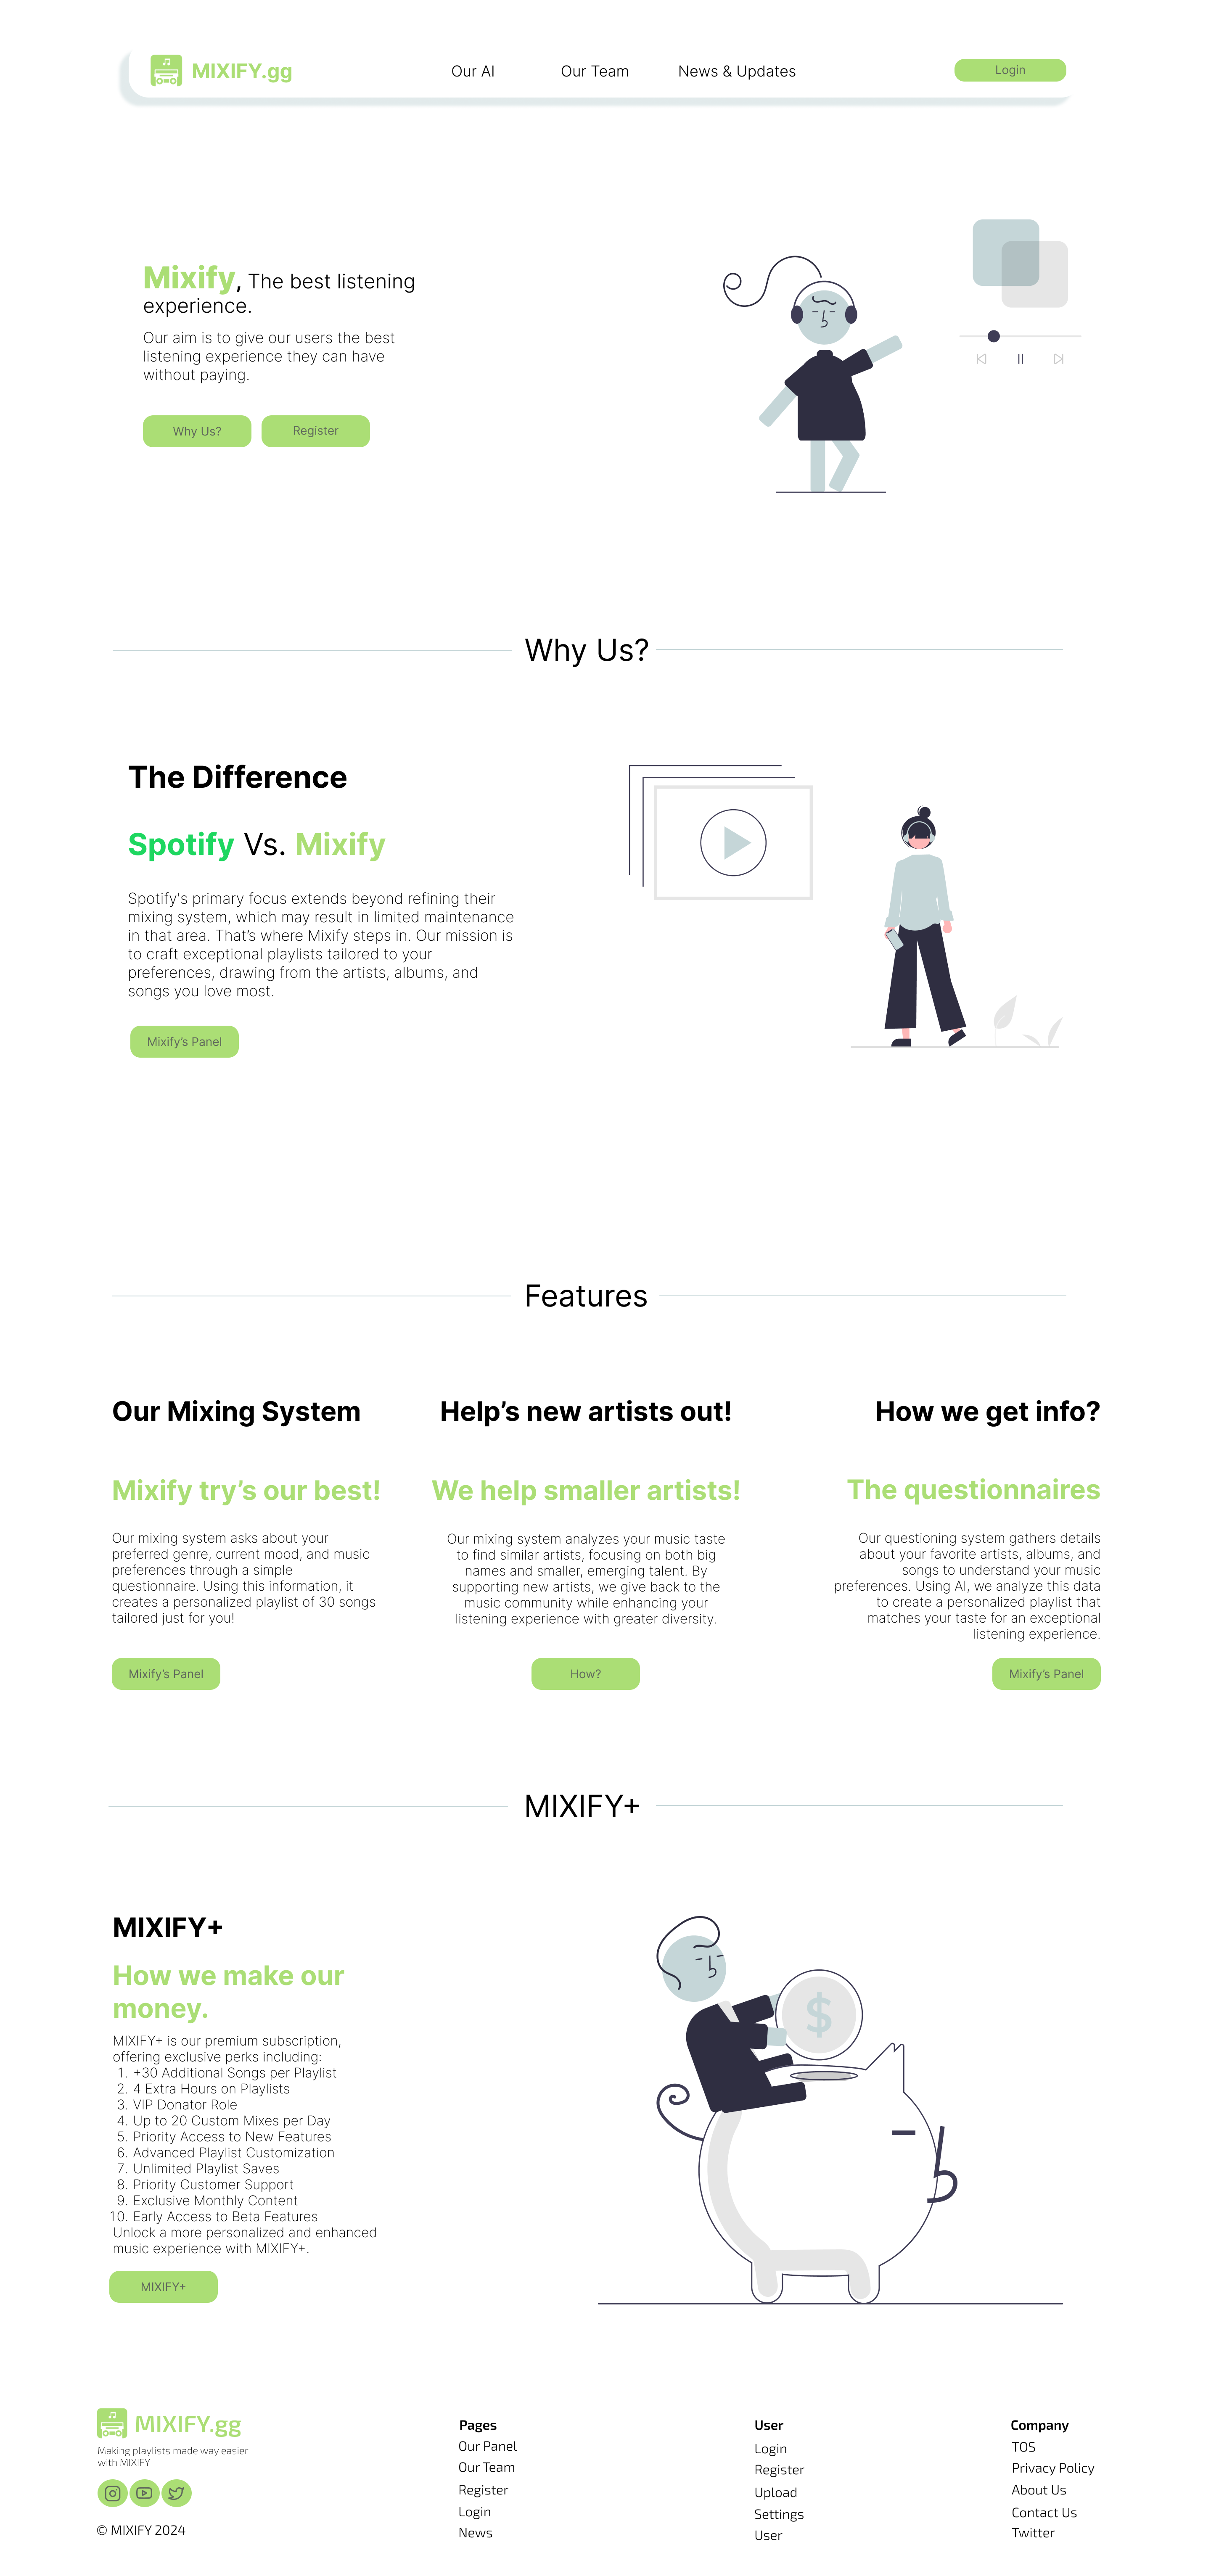 MIXIFY.gg
Our AI
Our Team
News & Updates
Login
Mixify, The best listening
experience.
Our aim is to give our users the best
listening experience they can have
without paying.
Why Us?
Register
Why Us?
The Difference
Spotify Vs. Mixify
Spotify's primary focus extends beyond refining their
mixing system, which may result in limited maintenance
in that area. That’s where Mixify steps in. Our mission is
to craft exceptional playlists tailored to your
preferences, drawing from the artists, albums, and
songs you love most.
Mixify’s Panel
Features
Our Mixing System
Mixify try’s our best!
Our mixing system asks about your
preferred genre, current mood, and music
preferences through a simple
questionnaire. Using this information, it
creates a personalized playlist of 30 songs
tailored just for you!
Mixify’s Panel
Help’s new artists out!
We help smaller artists!
Our mixing system analyzes your music taste
to find similar artists, focusing on both big
names and smaller, emerging talent. By
supporting new artists, we give back to the
music community while enhancing your
listening experience with greater diversity.
How?
How we get info?
The questionnaires
Our questioning system gathers details
about your favorite artists, albums, and
songs to understand your music
preferences. Using AI, we analyze this data
to create a personalized playlist that
matches your taste for an exceptional
listening experience.
Mixify’s Panel
MIXIFY+
MIXIFY+
How we make our
money.
MIXIFY+ is our premium subscription,
offering exclusive perks including:
1. +30 Additional Songs per Playlist
2. 4 Extra Hours on Playlists
3. VIP Donator Role
4. Up to 20 Custom Mixes per Day
5. Priority Access to New Features
6. Advanced Playlist Customization
7. Unlimited Playlist Saves
8. Priority Customer Support
9. Exclusive Monthly Content
10. Early Access to Beta Features
Unlock a more personalized and enhanced
music experience with MIXIFY+.
MIXIFY+
$
MIXIFY.gg
Making playlists made way easier
with MIXIFY
© MIXIFY 2024
Pages
Our Panel
Our Team
Register
Login
News
User
Login
Register
Upload
Settings
User
Company
TOS
Privacy Policy
About Us
Contact Us
Twitter